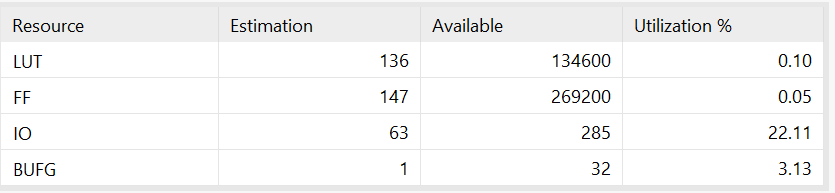 Resource Estimation Available Utilization %
LUT 136 134600 0.10
FF 147 269200 0.05
IO 63 285 22.11
BUFG 1 32 3.13